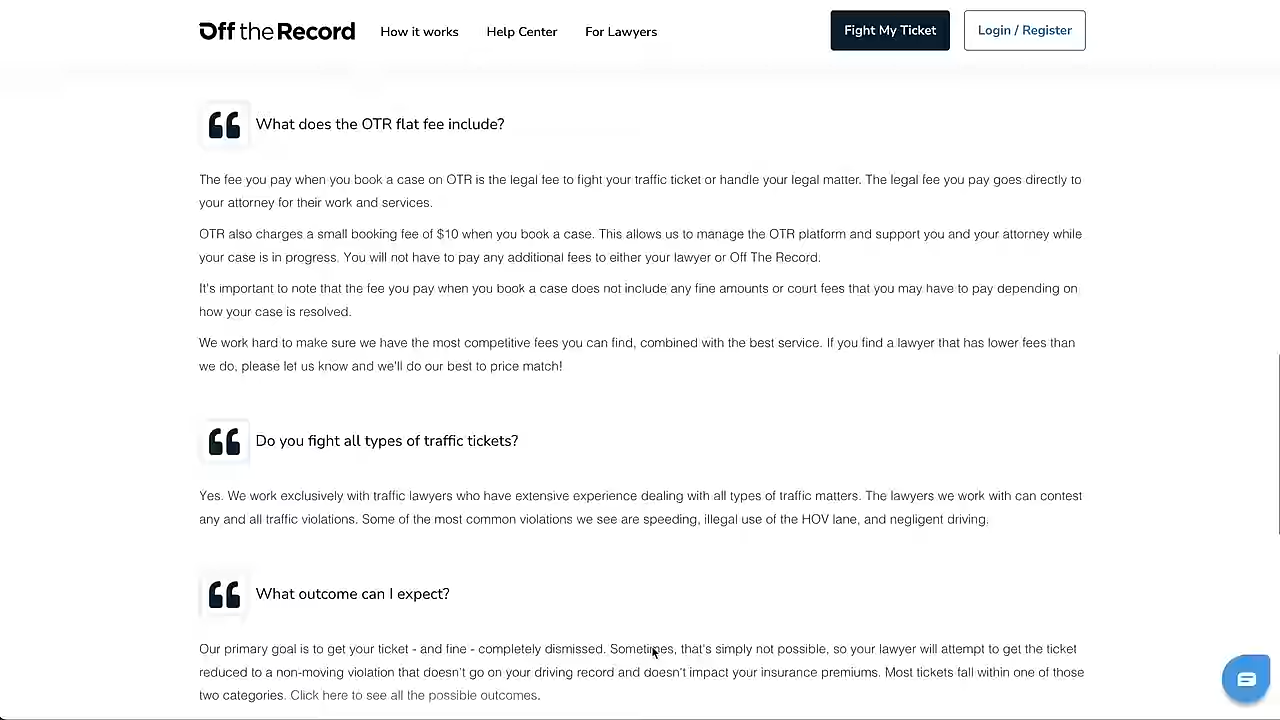 Off the Record
How it works
Help Center
For Lawyers
Fight My Ticket
Login / Register
What does the OTR flat fee include?
The fee you pay when you book a case on OTR is the legal fee to fight your traffic ticket or handle your legal matter. The legal fee you pay goes directly to
your attorney for their work and services.
OTR also charges a small booking fee of $10 when you book a case. This allows us to manage the OTR platform and support you and your attorney while
your case is in progress. You will not have to pay any additional fees to either your lawyer or Off The Record.
It's important to note that the fee you pay when you book a case does not include any fine amounts or court fees that you may have to pay depending on
how your case is resolved.
We work hard to make sure we have the most competitive fees you can find, combined with the best service. If you find a lawyer that has lower fees than
we do, please let us know and we'll do our best to price match!
Do you fight all types of traffic tickets?
Yes. We work exclusively with traffic lawyers who have extensive experience dealing with all types of traffic matters. The lawyers we work with can contest
any and all traffic violations. Some of the most common violations we see are speeding, illegal use of the HOV lane, and negligent driving.
What outcome can I expect?
Our primary goal is to get your ticket - and fine - completely dismissed. Sometimes, that's simply not possible, so your lawyer will attempt to get the ticket
reduced to a non-moving violation that doesn't go on your driving record and doesn't impact your insurance premiums. Most tickets fall within one of those
two categories. Click here to see all the possible outcomes.